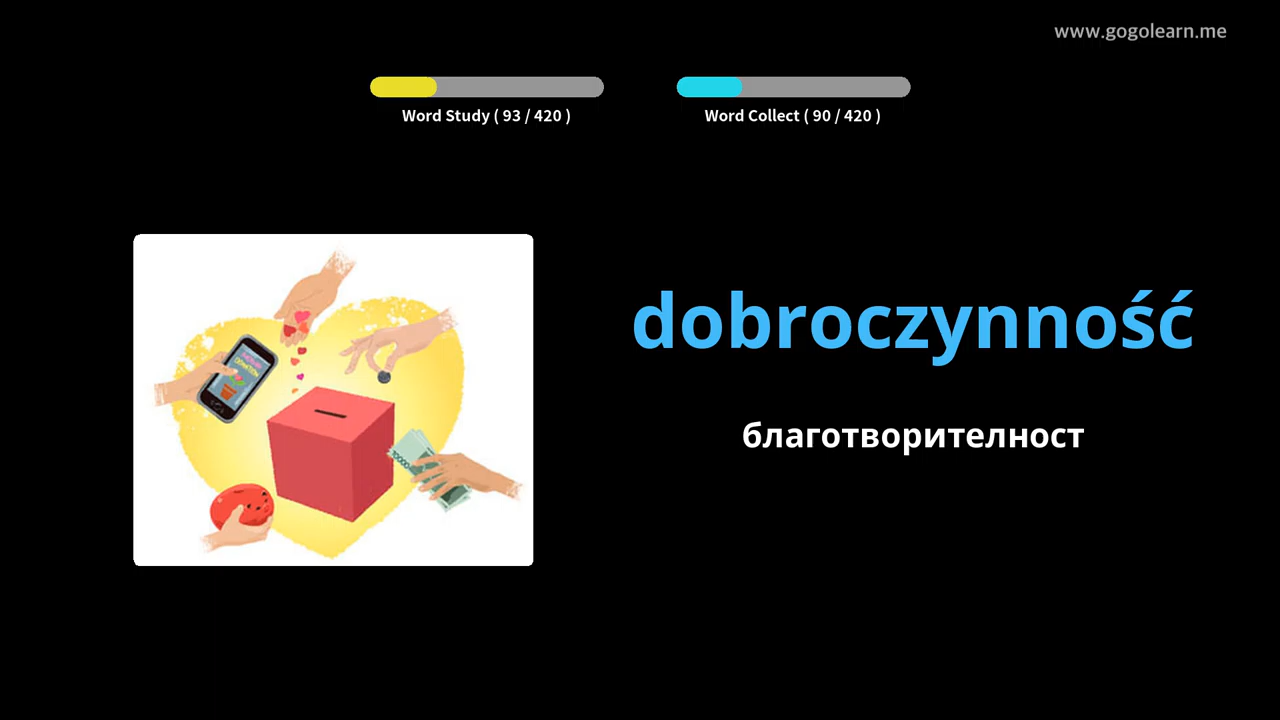 www.gogolearn.me
Word Study ( 93 / 420 )
Word Collect ( 90 / 420 )
dobroczynność
благотворителност